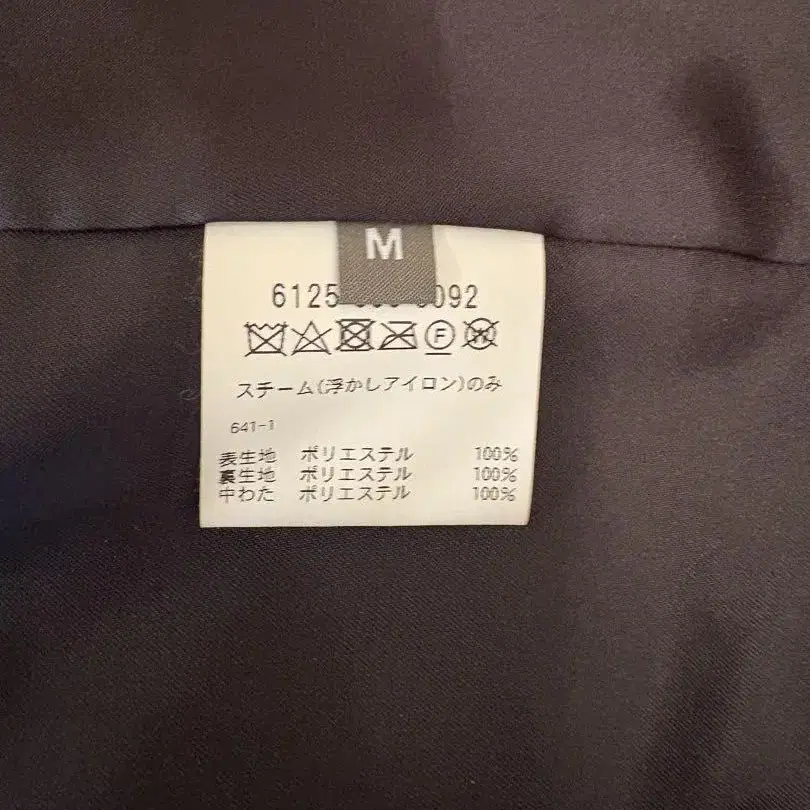 M
6125 092
F W
スチーム(浮かしアイロン)のみ
641-1
表生地 ポリエステル 100%
裏生地 ポリエステル 100%
中わた ポリエステル 100%